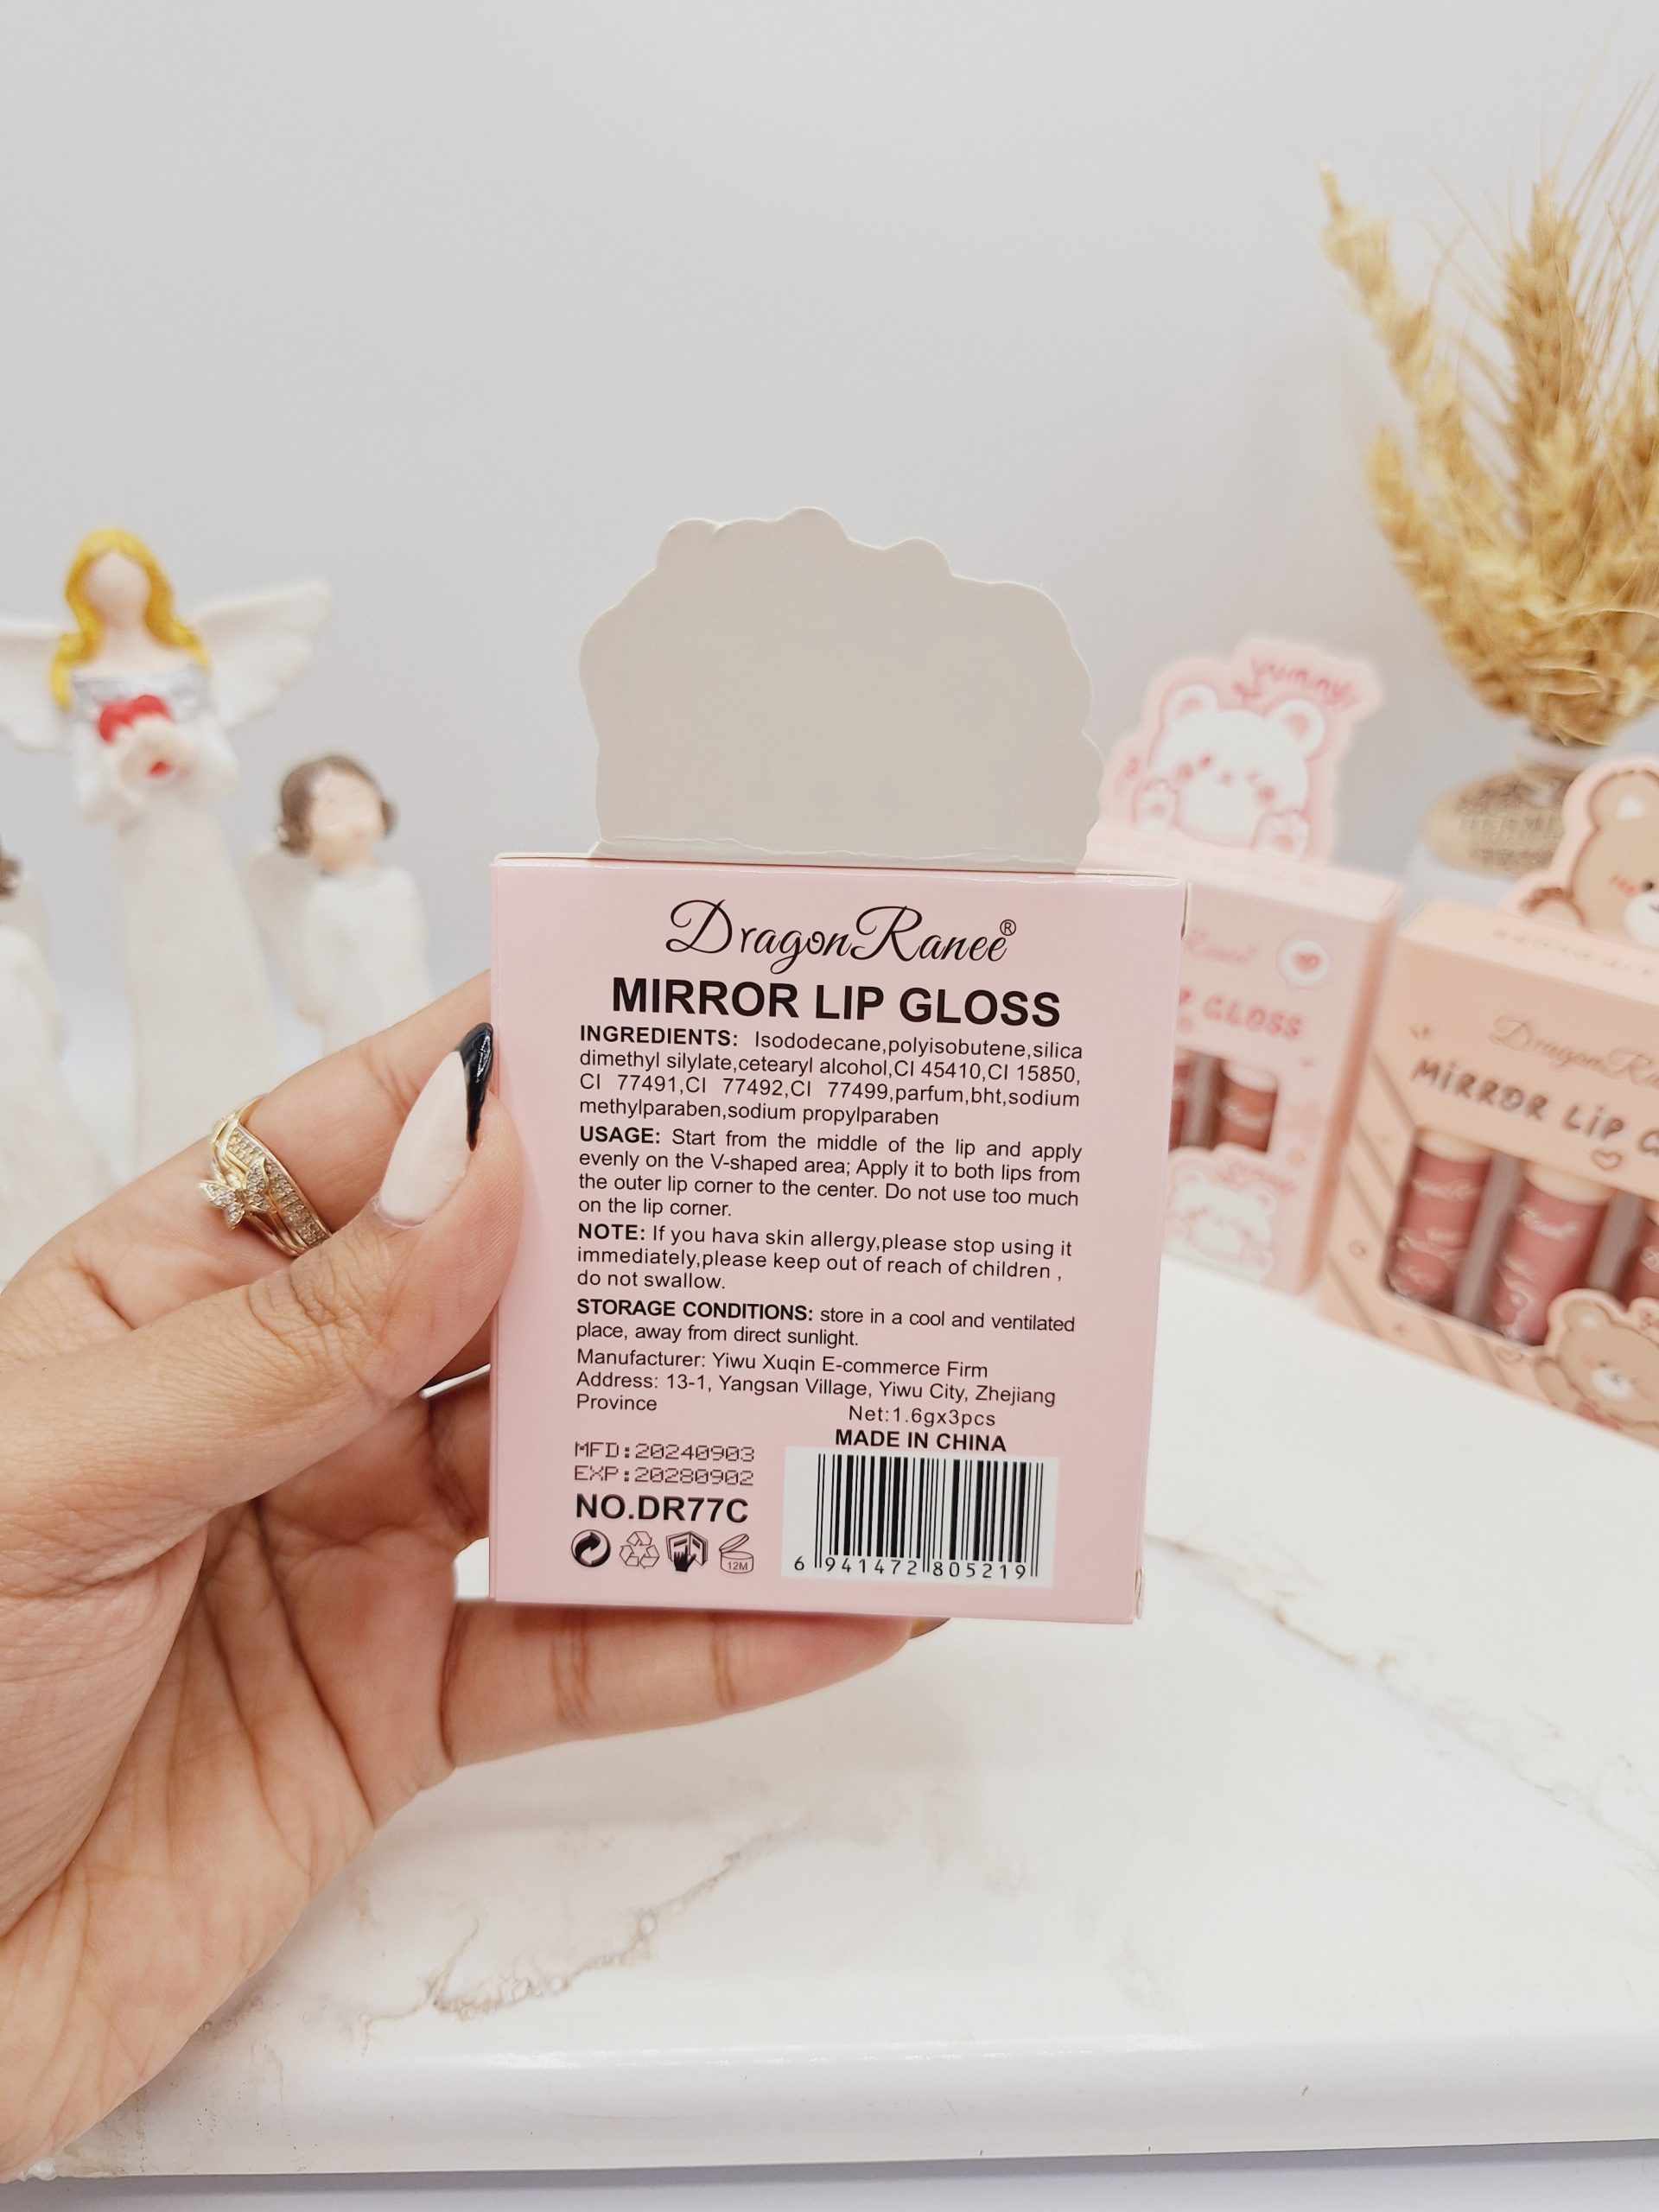 DragonRanee®
MIRROR LIP GLOSS
INGREDIENTS: Isododecane,polyisobutene,silica
dimethyl silylate,cetearyl alcohol,CI 45410,CI 15850,
CI 77491,CI 77492,CI 77499,parfum,bht,sodium
methylparaben,sodium propylparaben
USAGE: Start from the middle of the lip and apply
evenly on the V-shaped area; Apply it to both lips from
the outer lip corner to the center. Do not use too much
on the lip corner.
NOTE: If you hava skin allergy,please stop using it
immediately,please keep out of reach of children ,
do not swallow.
STORAGE CONDITIONS: store in a cool and ventilated
place, away from direct sunlight.
Manufacturer: Yiwu Xuqin E-commerce Firm
Address: 13-1, Yangsan Village, Yiwu City, Zhejiang
Province
Net:1.6gx3pcs
MADE IN CHINA
MFD:20240903
EXP:20280902
NO.DR77C
12M
6 941472 805219
yummy!
Ranee
GLOSS
MIRROR LIP